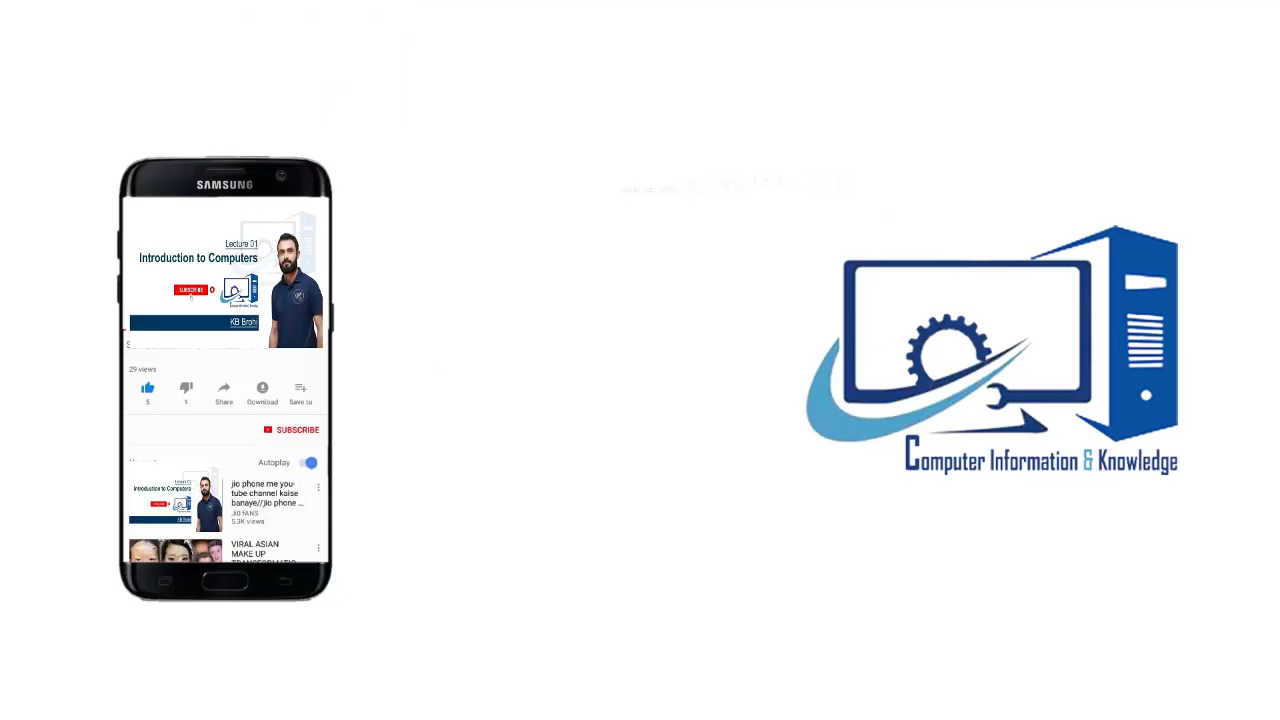 SAMSUNG
Lecture 01
Introduction to Computers
SUBSCRIBE
KB Brohi
29 views
5
1
Share
Download
Save to
SUBSCRIBE
Autoplay
Introduction to Computers
KB Brohi
jio phone me you-
tube channel kaise
banaye//jio phone ...
JIO FANS
5.3K views
VIRAL ASIAN
MAKE UP
Computer Information & Knowledge